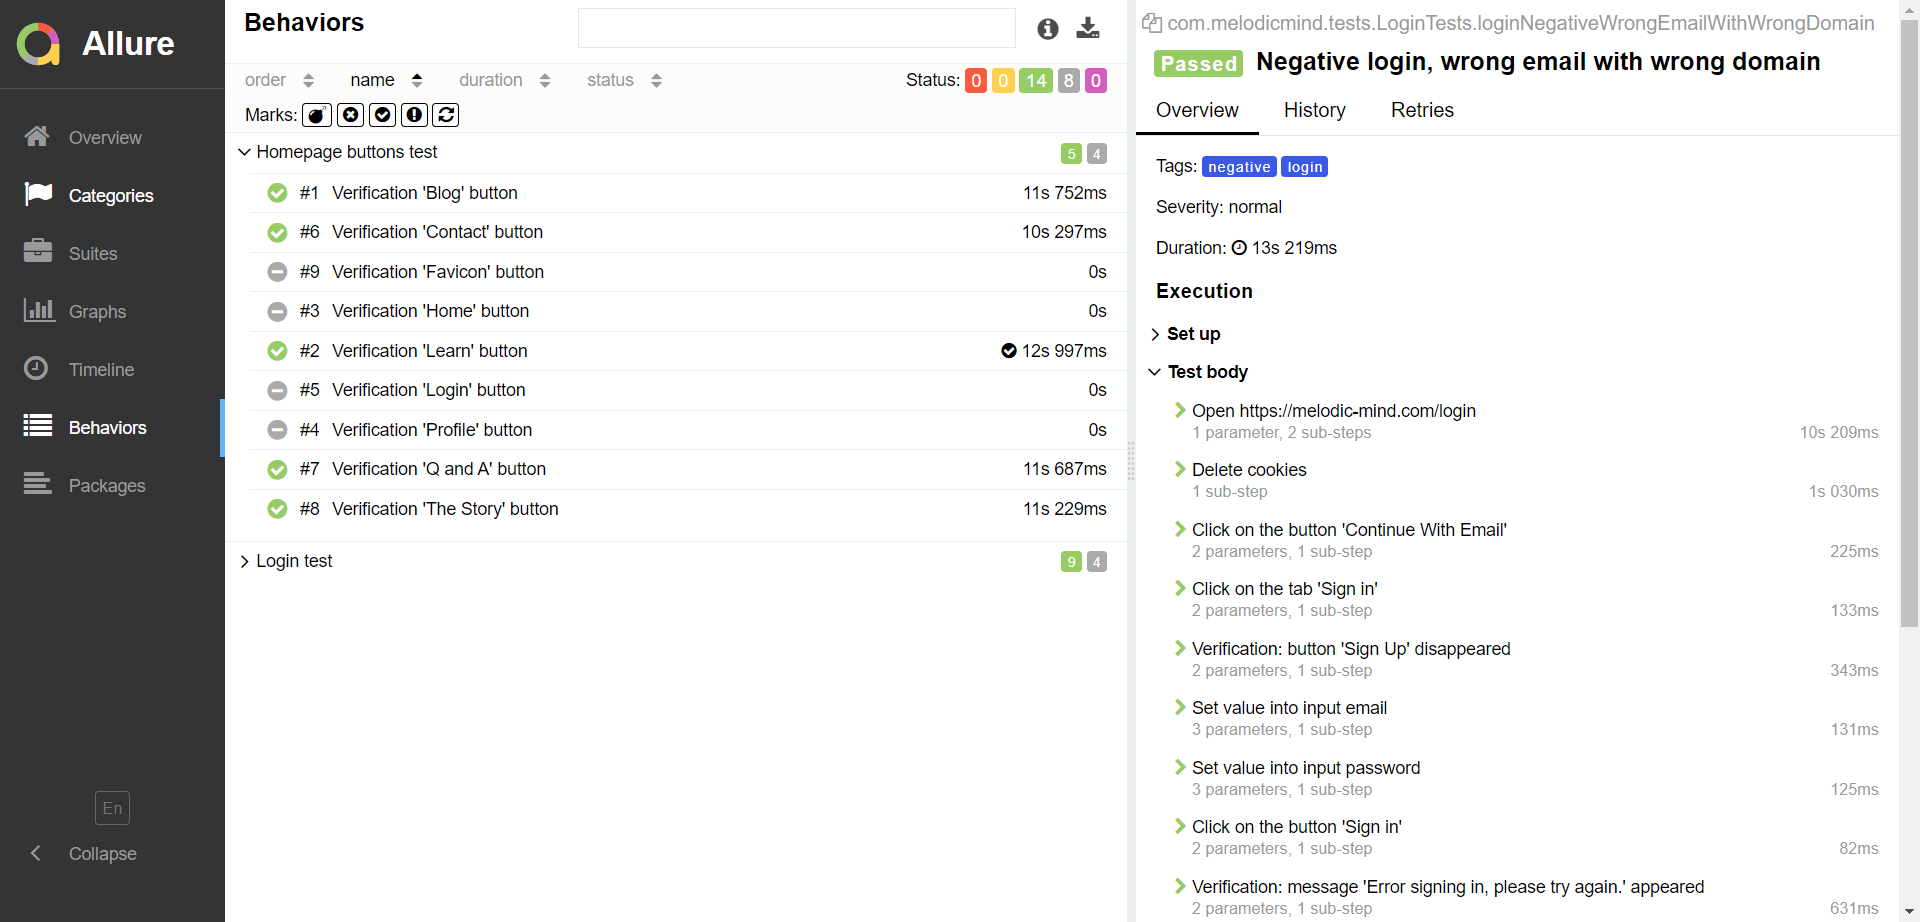 Allure
Overview
Categories
Suites
Graphs
Timeline
Behaviors
Packages
En
Collapse
Behaviors
order name duration status Status: 0 0 14 8 0
Marks:
Homepage buttons test 5 4
#1 Verification 'Blog' button 11s 752ms
#6 Verification 'Contact' button 10s 297ms
#9 Verification 'Favicon' button 0s
#3 Verification 'Home' button 0s
#2 Verification 'Learn' button 12s 997ms
#5 Verification 'Login' button 0s
#4 Verification 'Profile' button 0s
#7 Verification 'Q and A' button 11s 687ms
#8 Verification 'The Story' button 11s 229ms
Login test 9 4
com.melodicmind.tests.LoginTests.loginNegativeWrongEmailWithWrongDomain
Passed Negative login, wrong email with wrong domain
Overview History Retries
Tags: negative login
Severity: normal
Duration: 13s 219ms
Execution
Set up
Test body
Open https://melodic-mind.com/login
1 parameter, 2 sub-steps 10s 209ms
Delete cookies
1 sub-step 1s 030ms
Click on the button 'Continue With Email'
2 parameters, 1 sub-step 225ms
Click on the tab 'Sign in'
2 parameters, 1 sub-step 133ms
Verification: button 'Sign Up' disappeared
2 parameters, 1 sub-step 343ms
Set value into input email
3 parameters, 1 sub-step 131ms
Set value into input password
3 parameters, 1 sub-step 125ms
Click on the button 'Sign in'
2 parameters, 1 sub-step 82ms
Verification: message 'Error signing in, please try again.' appeared
2 parameters, 1 sub-step 631ms